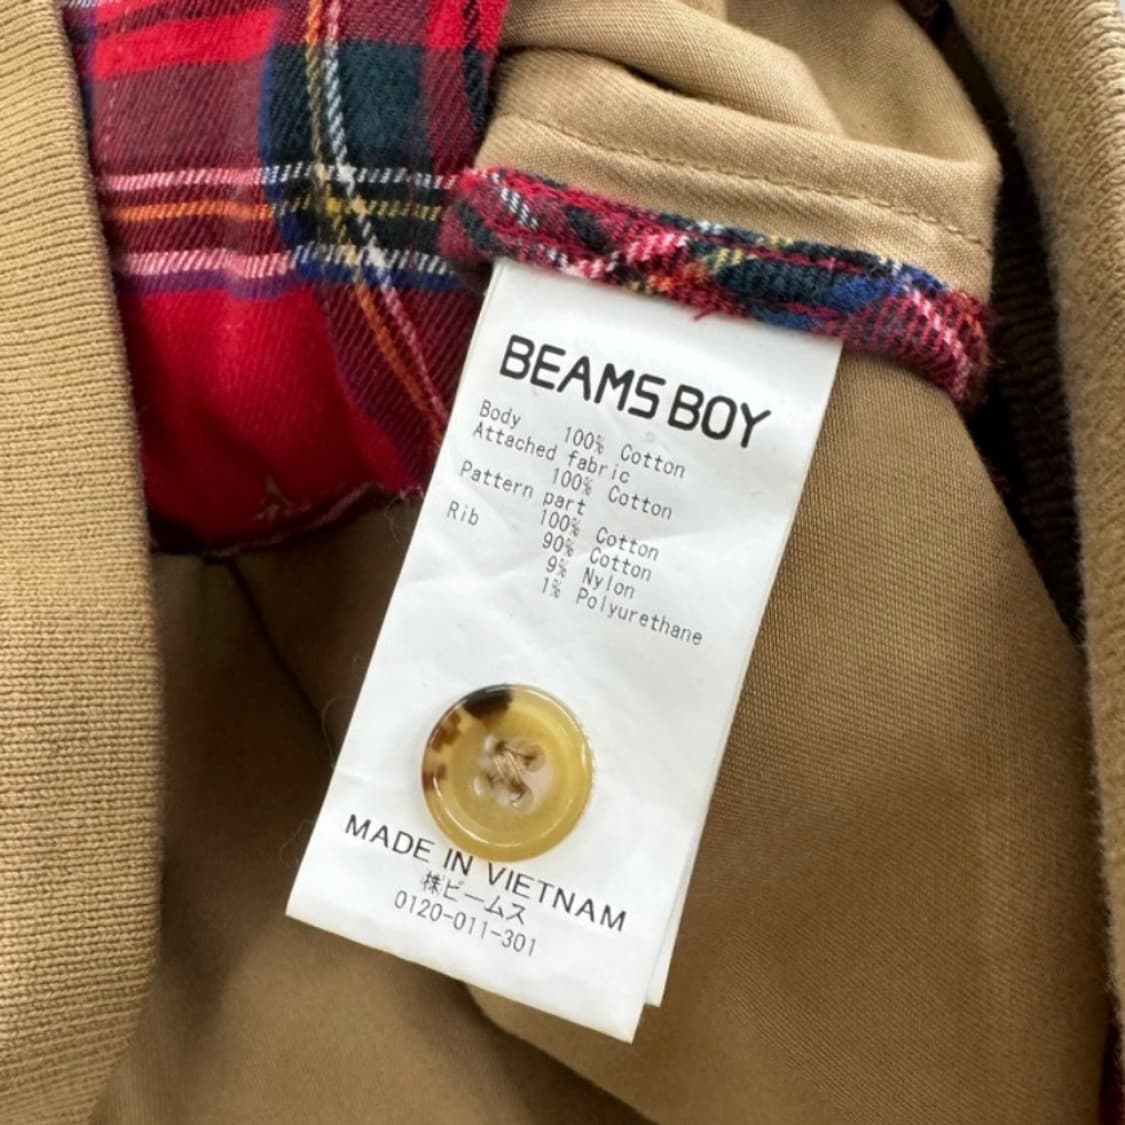 BEAMS BOY
Body 100% Cotton
Attached fabric
100% Cotton
Pattern part
100% Cotton
Rib 90% Cotton
9% Nylon
1% Polyurethane
MADE IN VIETNAM
㈱ビームス
0120-011-301